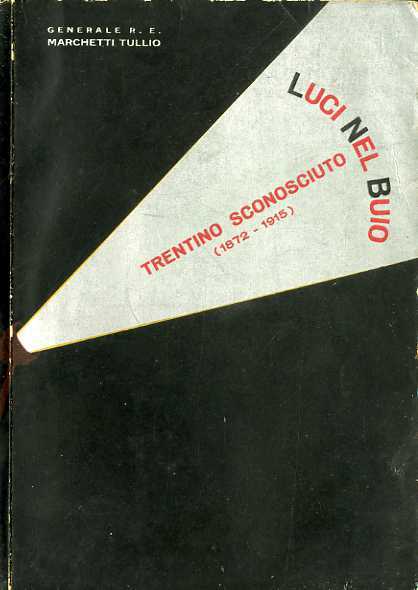 GENERALE R. E.
MARCHETTI TULLIO
LUCI NEL BUIO
TRENTINO SCONOSCIUTO
(1872 - 1915)